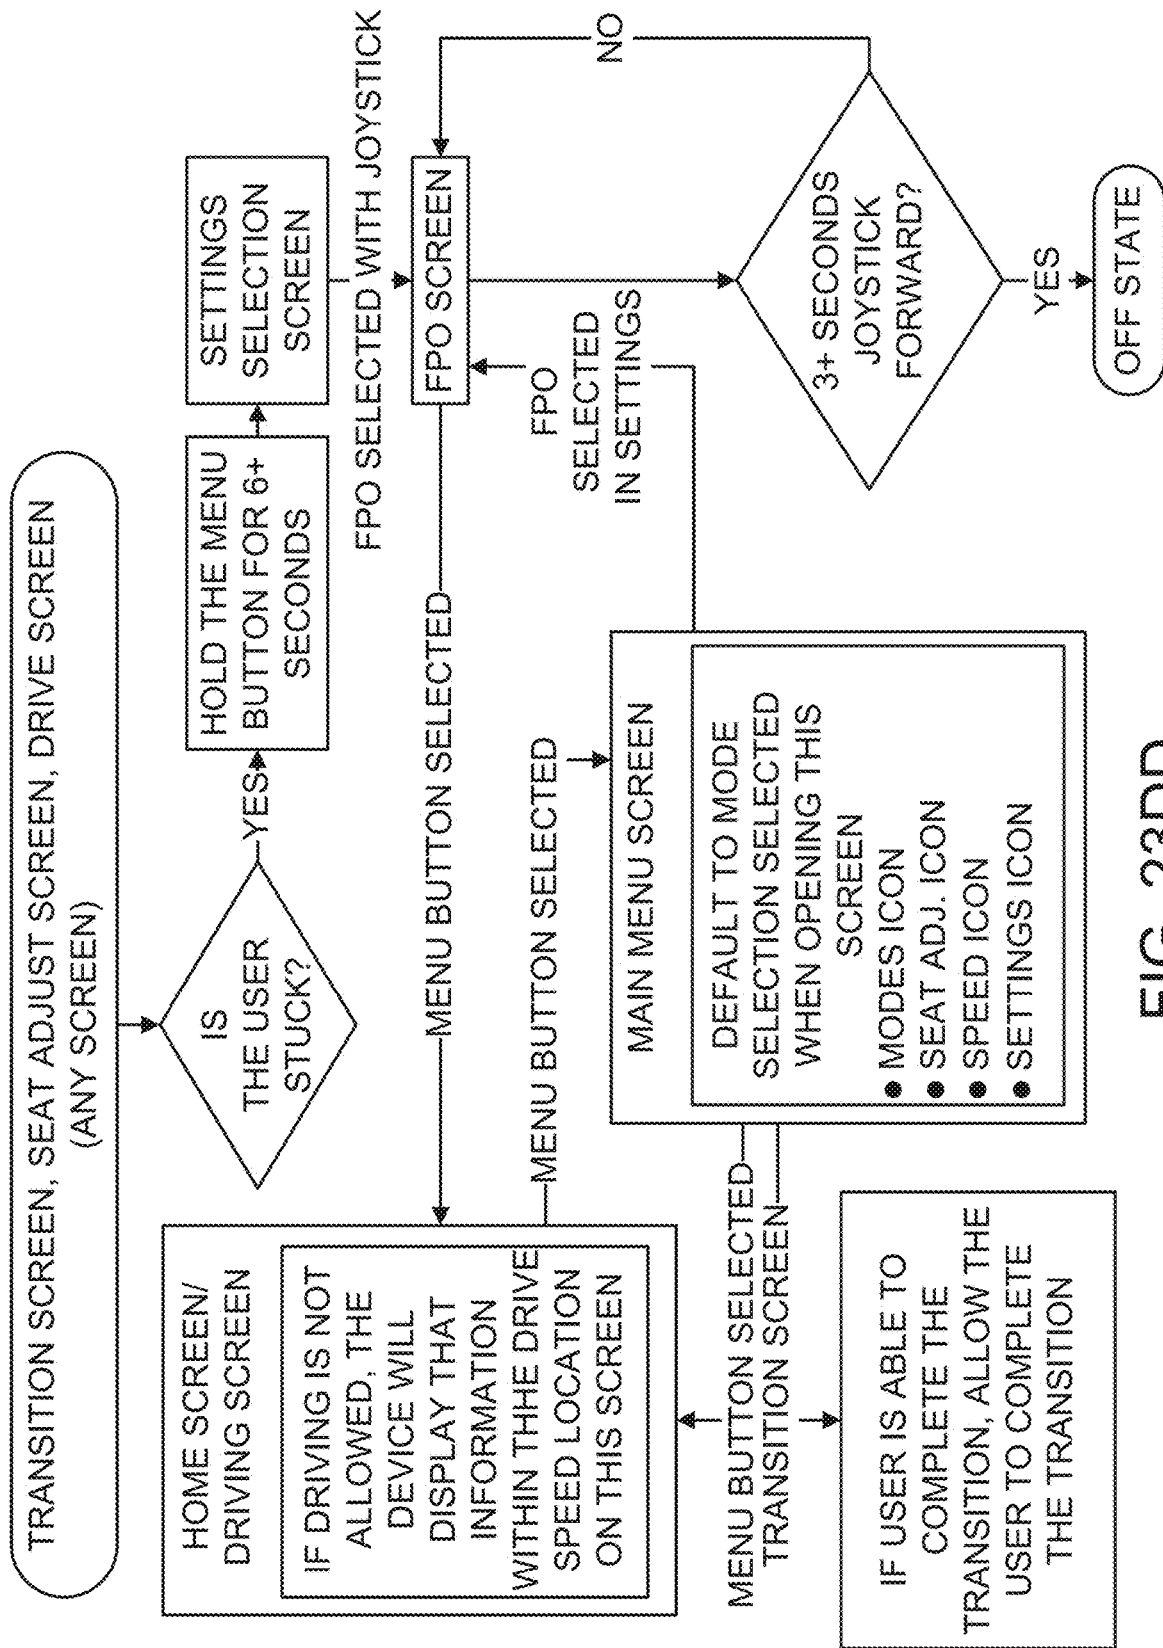 TRANSITION SCREEN, SEAT ADJUST SCREEN, DRIVE SCREEN
(ANY SCREEN)
IS
THE USER
STUCK?
YES
HOLD THE MENU
BUTTON FOR 6+
SECONDS
SETTINGS
SELECTION
SCREEN
FPO SELECTED WITH JOYSTICK
HOME SCREEN/
DRIVING SCREEN
IF DRIVING IS NOT
ALLOWED, THE
DEVICE WILL
DISPLAY THAT
INFORMATION
WITHIN THHE DRIVE
SPEED LOCATION
ON THIS SCREEN
MENU BUTTON SELECTED
FPO SCREEN
MENU BUTTON SELECTED
FPO
SELECTED
IN SETTINGS
NO
MAIN MENU SCREEN
DEFAULT TO MODE
SELECTION SELECTED
WHEN OPENING THIS
SCREEN
● MODES ICON
● SEAT ADJ. ICON
● SPEED ICON
● SETTINGS ICON
3+ SECONDS
JOYSTICK
FORWARD?
MENU BUTTON SELECTED
TRANSITION SCREEN
YES
IF USER IS ABLE TO
COMPLETE THE
TRANSITION, ALLOW THE
USER TO COMPLETE
THE TRANSITION
OFF STATE
FIG. 23DD